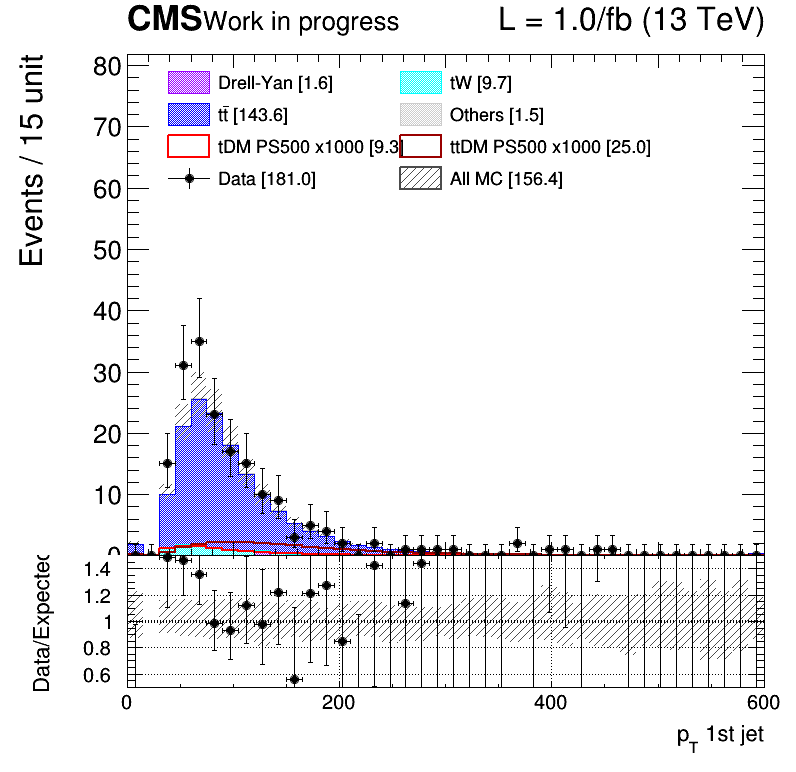 CMS Work in progress L = 1.0/fb (13 TeV)
Events / 15 unit
80
70
60
50
40
30
20
10
0
Drell-Yan [1.6] tW [9.7]
tt̄ [143.6] Others [1.5]
tDM PS500 x1000 [9.3 ttDM PS500 x1000 [25.0]
Data [181.0] All MC [156.4]
Data/Expected
1.4
1.2
1
0.8
0.6
0 200 400 600
p_T 1st jet